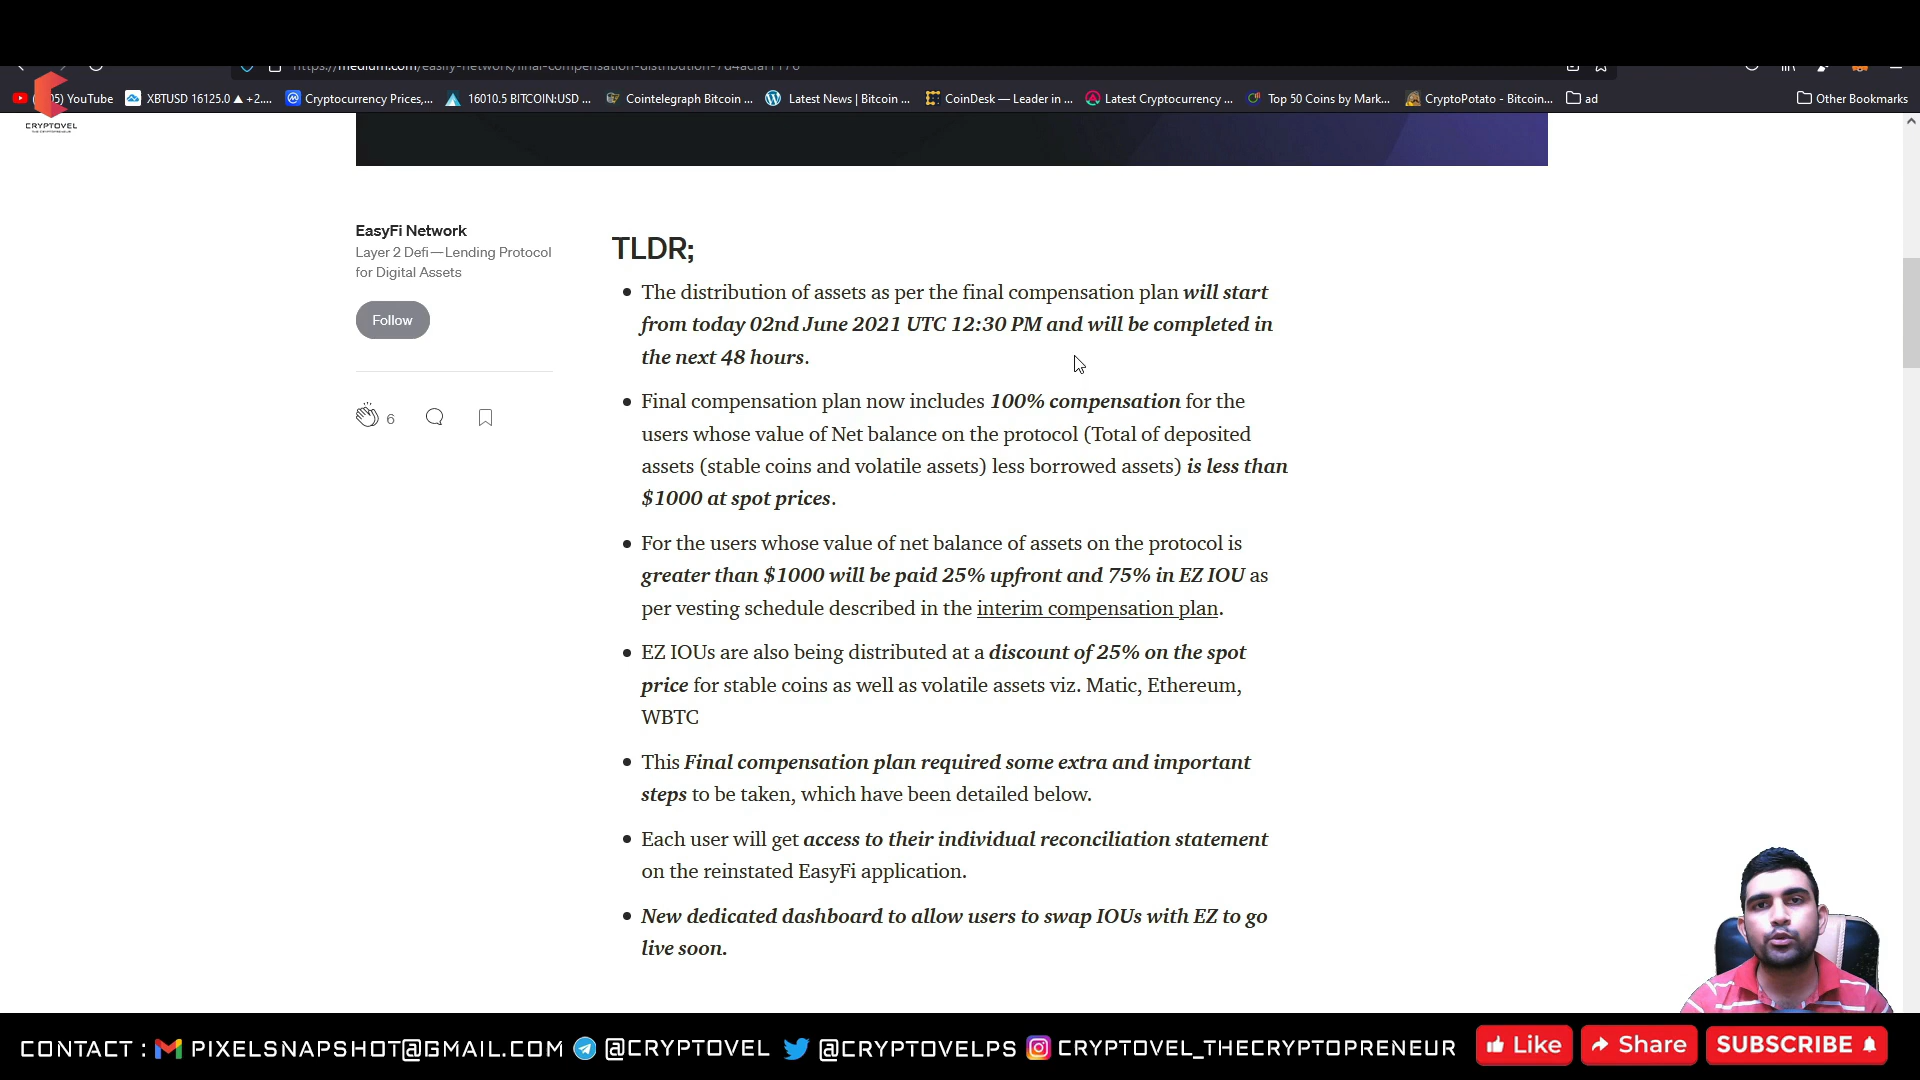 https://medium.com/easify-network/final-compensation-distribution-
YouTube
XBTUSD 16125.0 ▲ +2....
Cryptocurrency Prices,...
16010.5 BITCOIN:USD ...
Cointelegraph Bitcoin ...
Latest News | Bitcoin ...
CoinDesk — Leader in ...
Latest Cryptocurrency ...
Top 50 Coins by Mark...
CryptoPotato - Bitcoin...
ad
Other Bookmarks
CRYPTOVEL
EasyFi Network
Layer 2 Defi — Lending Protocol
for Digital Assets
Follow
6
TLDR;
• The distribution of assets as per the final compensation plan will start
from today 02nd June 2021 UTC 12:30 PM and will be completed in
the next 48 hours.
• Final compensation plan now includes 100% compensation for the
users whose value of Net balance on the protocol (Total of deposited
assets (stable coins and volatile assets) less borrowed assets) is less than
$1000 at spot prices.
• For the users whose value of net balance of assets on the protocol is
greater than $1000 will be paid 25% upfront and 75% in EZ IOU as
per vesting schedule described in the interim compensation plan.
• EZ IOUs are also being distributed at a discount of 25% on the spot
price for stable coins as well as volatile assets viz. Matic, Ethereum,
WBTC
• This Final compensation plan required some extra and important
steps to be taken, which have been detailed below.
• Each user will get access to their individual reconciliation statement
on the reinstated EasyFi application.
• New dedicated dashboard to allow users to swap IOUs with EZ to go
live soon.
CONTACT : PIXELSNAPSHOT@GMAIL.COM @CRYPTOVEL @CRYPTOVELPS CRYPTOVEL_THECRYPTOPRENEUR Like Share SUBSCRIBE